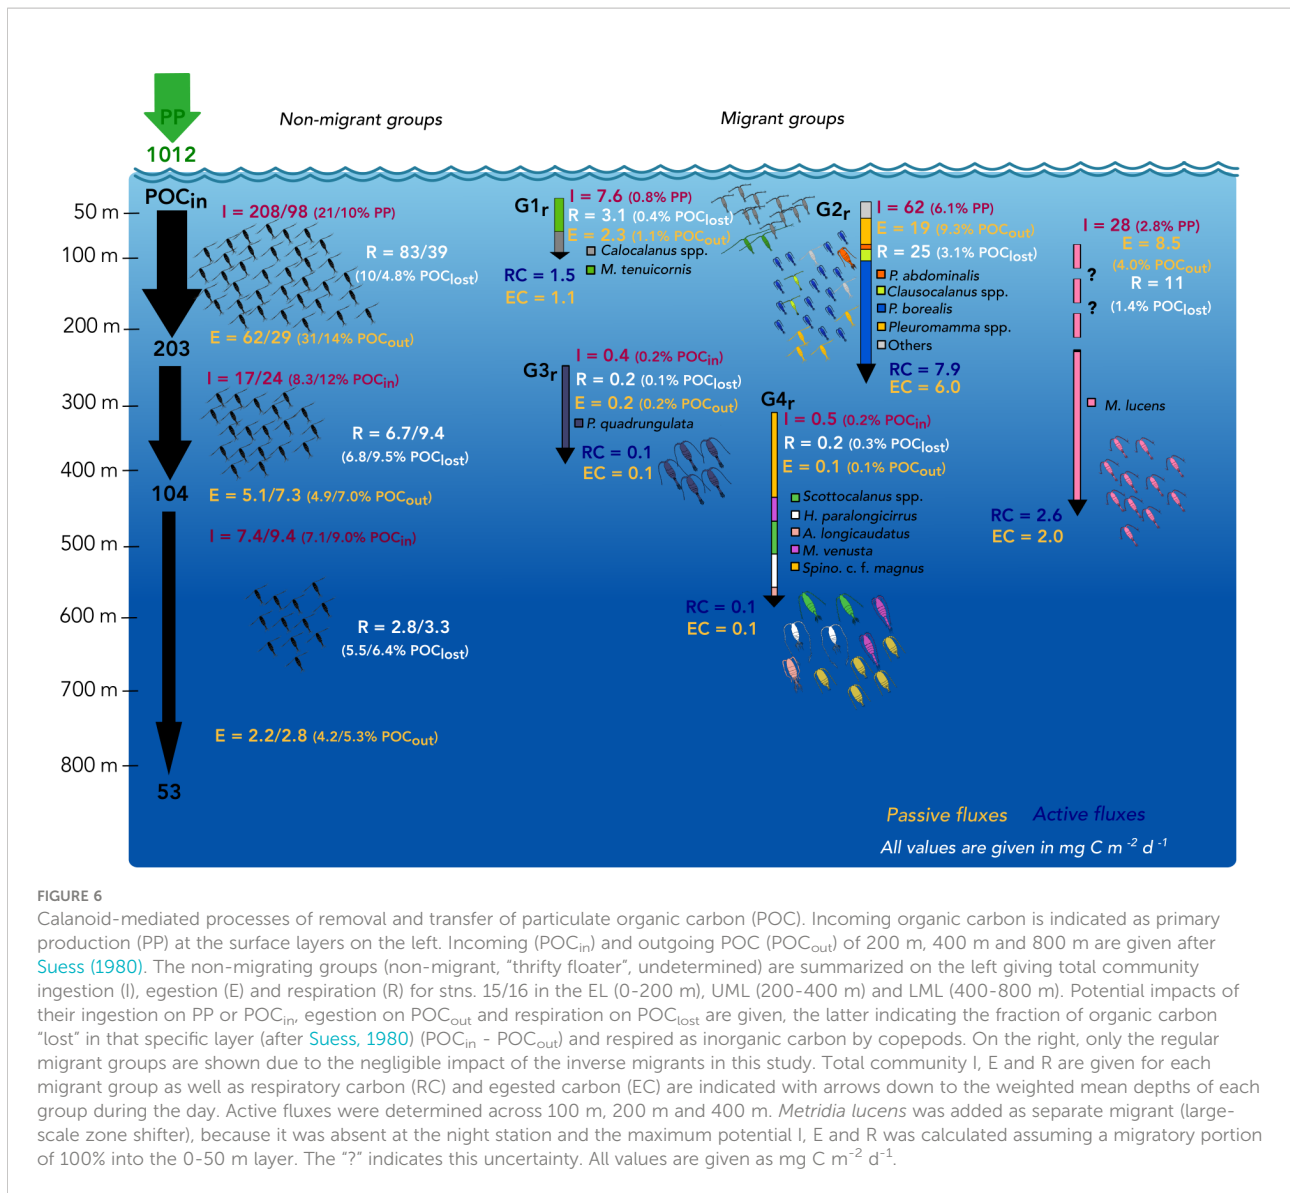 PP
1012
Non-migrant groups
Migrant groups
POCin
50 m
100 m
200 m
300 m
400 m
500 m
600 m
700 m
800 m
203
104
53
I = 208/98 (21/10% PP)
R = 83/39
(10/4.8% POClost)
E = 62/29 (31/14% POCout)
I = 17/24 (8.3/12% POCin)
R = 6.7/9.4
(6.8/9.5% POClost)
E = 5.1/7.3 (4.9/7.0% POCout)
I = 7.4/9.4 (7.1/9.0% POCin)
R = 2.8/3.3
(5.5/6.4% POClost)
E = 2.2/2.8 (4.2/5.3% POCout)
G1r
I = 7.6 (0.8% PP)
R = 3.1 (0.4% POClost)
E = 2.3 (1.1% POCout)
Calocalanus spp.
M. tenuicornis
RC = 1.5
EC = 1.1
G2r
I = 62 (6.1% PP)
E = 19 (9.3% POCout)
R = 25 (3.1% POClost)
P. abdominalis
Clausocalanus spp.
P. borealis
Pleuromamma spp.
Others
RC = 7.9
EC = 6.0
G3r
I = 0.4 (0.2% POCin)
R = 0.2 (0.1% POClost)
E = 0.2 (0.2% POCout)
P. quadrungulata
RC = 0.1
EC = 0.1
G4r
I = 0.5 (0.2% POCin)
R = 0.2 (0.3% POClost)
E = 0.1 (0.1% POCout)
Scottocalanus spp.
H. paralongicirrus
A. longicaudatus
M. venusta
Spino. c. f. magnus
RC = 0.1
EC = 0.1
I = 28 (2.8% PP)
E = 8.5
(4.0% POCout)
?
R = 11
?
(1.4% POClost)
M. lucens
RC = 2.6
EC = 2.0
Passive fluxes Active fluxes
All values are given in mg C m -2 d -1
FIGURE 6
Calanoid-mediated processes of removal and transfer of particulate organic carbon (POC). Incoming organic carbon is indicated as primary
production (PP) at the surface layers on the left. Incoming (POCin) and outgoing POC (POCout) of 200 m, 400 m and 800 m are given after
Suess (1980). The non-migrating groups (non-migrant, “thrifty floater”, undetermined) are summarized on the left giving total community
ingestion (I), egestion (E) and respiration (R) for stns. 15/16 in the EL (0-200 m), UML (200-400 m) and LML (400-800 m). Potential impacts of
their ingestion on PP or POCin, egestion on POCout and respiration on POClost are given, the latter indicating the fraction of organic carbon
“lost” in that specific layer (after Suess, 1980) (POCin - POCout) and respired as inorganic carbon by copepods. On the right, only the regular
migrant groups are shown due to the negligible impact of the inverse migrants in this study. Total community I, E and R are given for each
migrant group as well as respiratory carbon (RC) and egested carbon (EC) are indicated with arrows down to the weighted mean depths of each
group during the day. Active fluxes were determined across 100 m, 200 m and 400 m. Metridia lucens was added as separate migrant (large-
scale zone shifter), because it was absent at the night station and the maximum potential I, E and R was calculated assuming a migratory portion
of 100% into the 0-50 m layer. The “?” indicates this uncertainty. All values are given as mg C m-2 d-1.